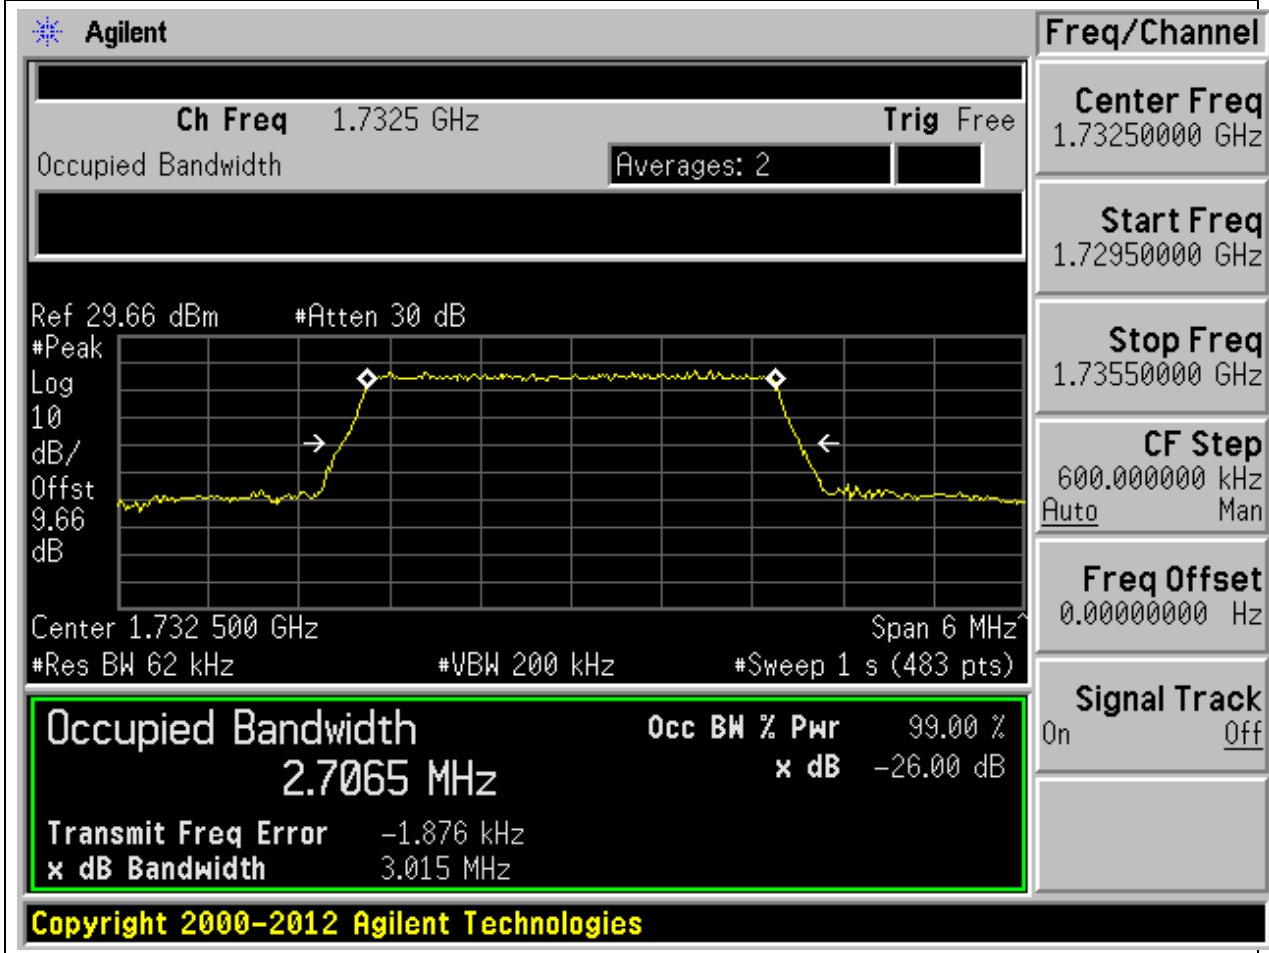 Agilent
Freq/Channel
Ch Freq 1.7325 GHz Trig Free
Occupied Bandwidth Averages: 2
Center Freq
1.73250000 GHz
Start Freq
1.72950000 GHz
Stop Freq
1.73550000 GHz
CF Step
600.000000 kHz
Auto Man
Freq Offset
0.00000000 Hz
Signal Track
On Off
Ref 29.66 dBm #Atten 30 dB
#Peak
Log
10
dB/
Offst
9.66
dB
Center 1.732 500 GHz Span 6 MHz^
#Res BW 62 kHz #VBW 200 kHz #Sweep 1 s (483 pts)
Occupied Bandwidth Occ BW % Pwr 99.00 %
2.7065 MHz x dB -26.00 dB
Transmit Freq Error -1.876 kHz
x dB Bandwidth 3.015 MHz
Copyright 2000-2012 Agilent Technologies